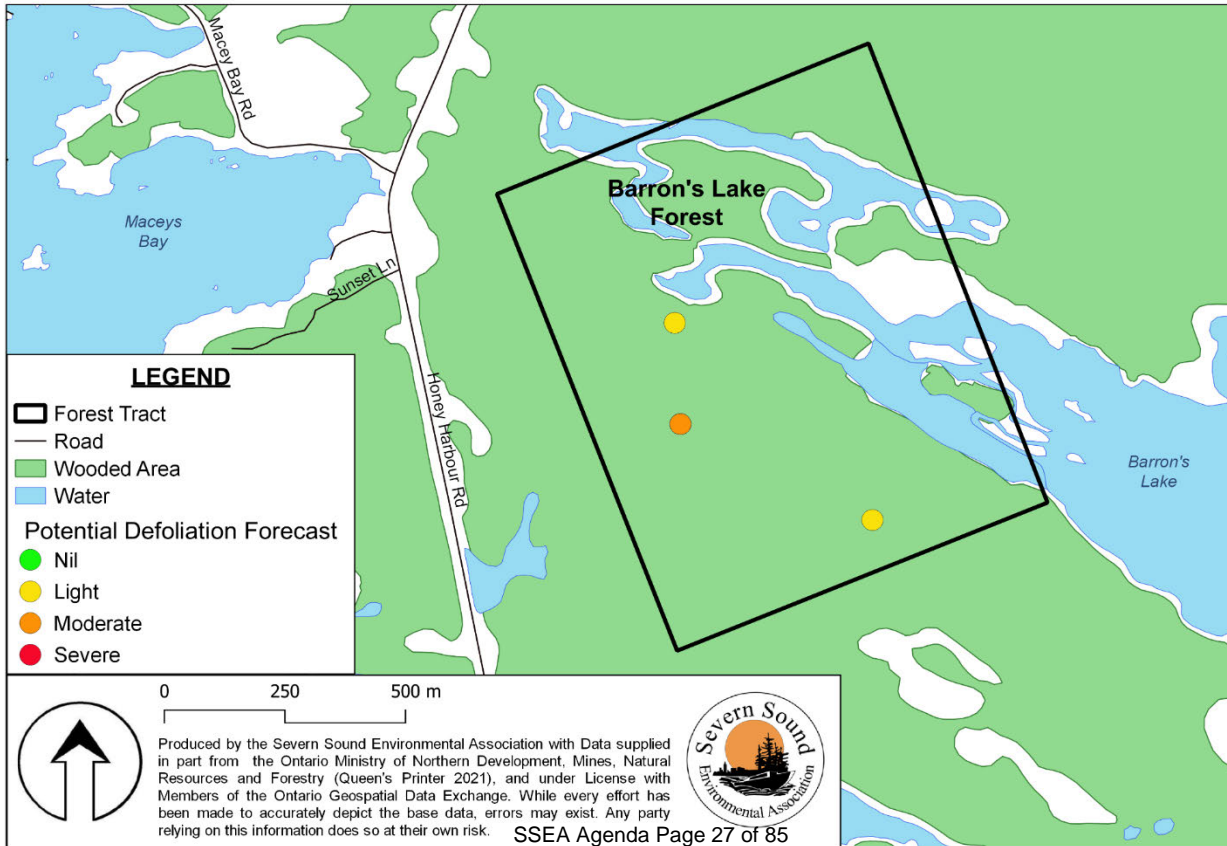 Macey Bay Rd
Barron's Lake
Forest
Maceys
Bay
Sunset Ln
Honey Harbour Rd
Barron's
Lake
LEGEND
Forest Tract
Road
Wooded Area
Water
Potential Defoliation Forecast
Nil
Light
Moderate
Severe
0 250 500 m
Produced by the Severn Sound Environmental Association with Data supplied
in part from the Ontario Ministry of Northern Development, Mines, Natural
Resources and Forestry (Queen's Printer 2021), and under License with
Members of the Ontario Geospatial Data Exchange. While every effort has
been made to accurately depict the base data, errors may exist. Any party
relying on this information does so at their own risk.
Severn Sound
Environmental Association
SSEA Agenda Page 27 of 85